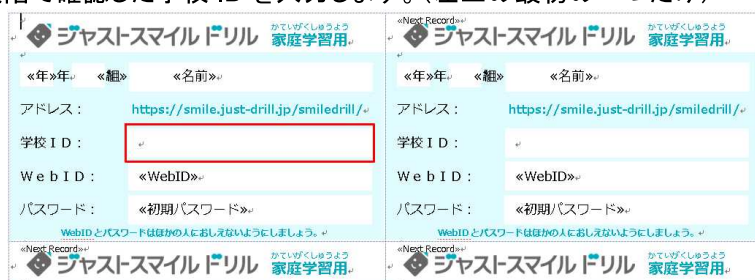 で確認した学校IDを入力します。(左上の最初の一つだけ)
かていがくしゅうよう
ジャストスマイル ドリル 家庭学習用
«年»年 «組» «名前»
アドレス: https://smile.just-drill.jp/smiledrill/
学校ID:
WebID: «WebID»
パスワード: «初期パスワード»
WebIDとパスワードはほかの人におしえないようにしましょう。
«Next Record»
かていがくしゅうよう
ジャストスマイル ドリル 家庭学習用
«年»年 «組» «名前»
アドレス: https://smile.just-drill.jp/smiledrill/
学校ID:
WebID: «WebID»
パスワード: «初期パスワード»
WebIDとパスワードはほかの人におしえないようにしましょう。
«Next Record»
かていがくしゅうよう
ジャストスマイル ドリル 家庭学習用
«Next Record»
かていがくしゅうよう
ジャストスマイル ドリル 家庭学習用